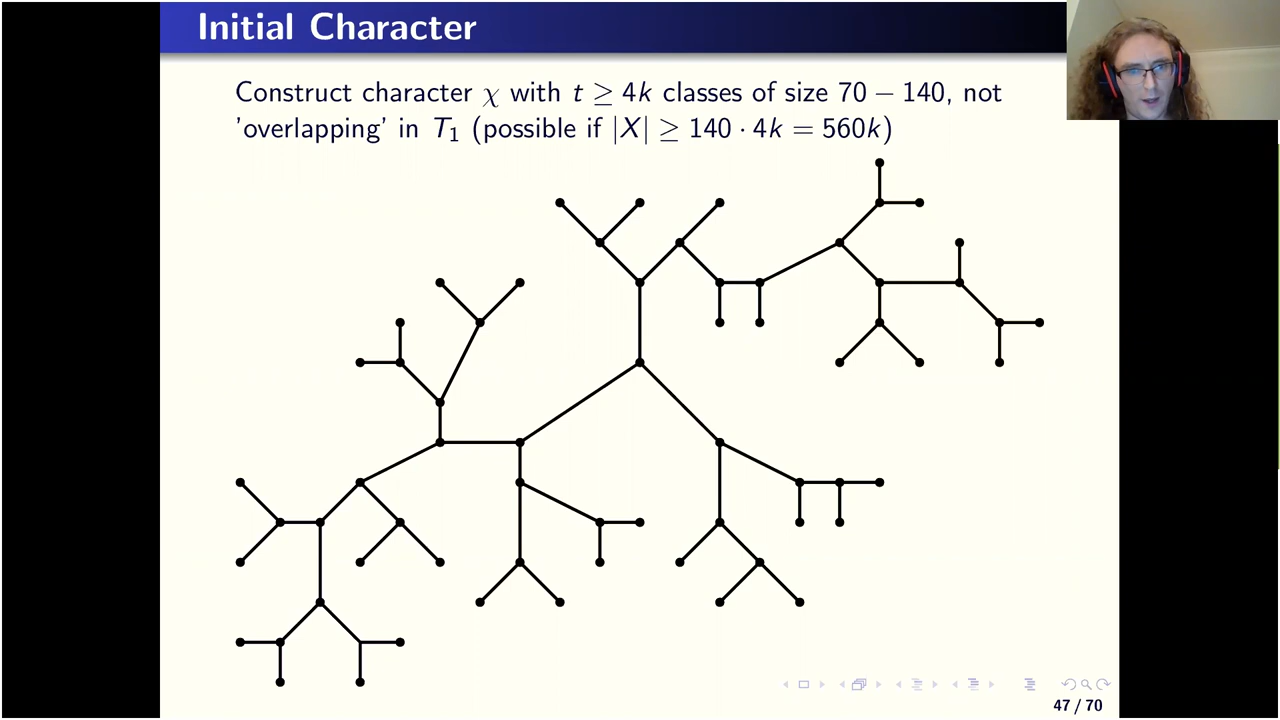 Initial Character
Construct character χ with t ≥ 4k classes of size 70 − 140, not
'overlapping' in T₁ (possible if |X| ≥ 140 · 4k = 560k)
47 / 70